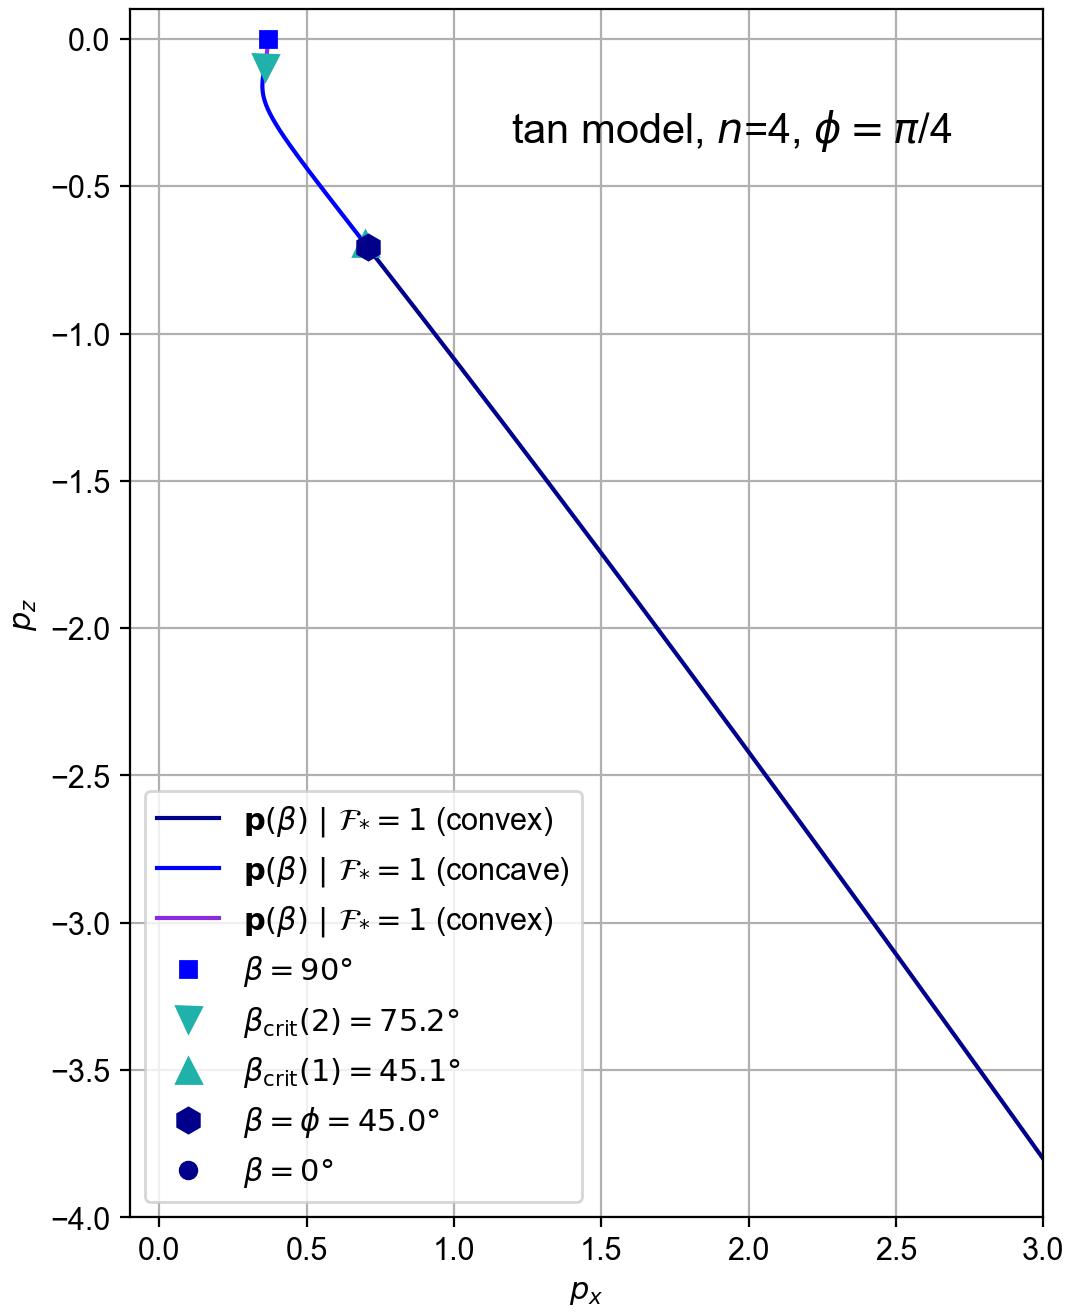 0.0
−0.5
−1.0
−1.5
−2.0
−2.5
−3.0
−3.5
−4.0
p_z
tan model, n=4, ϕ = π/4
p(β) | ℱ* = 1 (convex)
p(β) | ℱ* = 1 (concave)
p(β) | ℱ* = 1 (convex)
β = 90°
β_crit(2) = 75.2°
β_crit(1) = 45.1°
β = ϕ = 45.0°
β = 0°
0.0 0.5 1.0 1.5 2.0 2.5 3.0
p_x